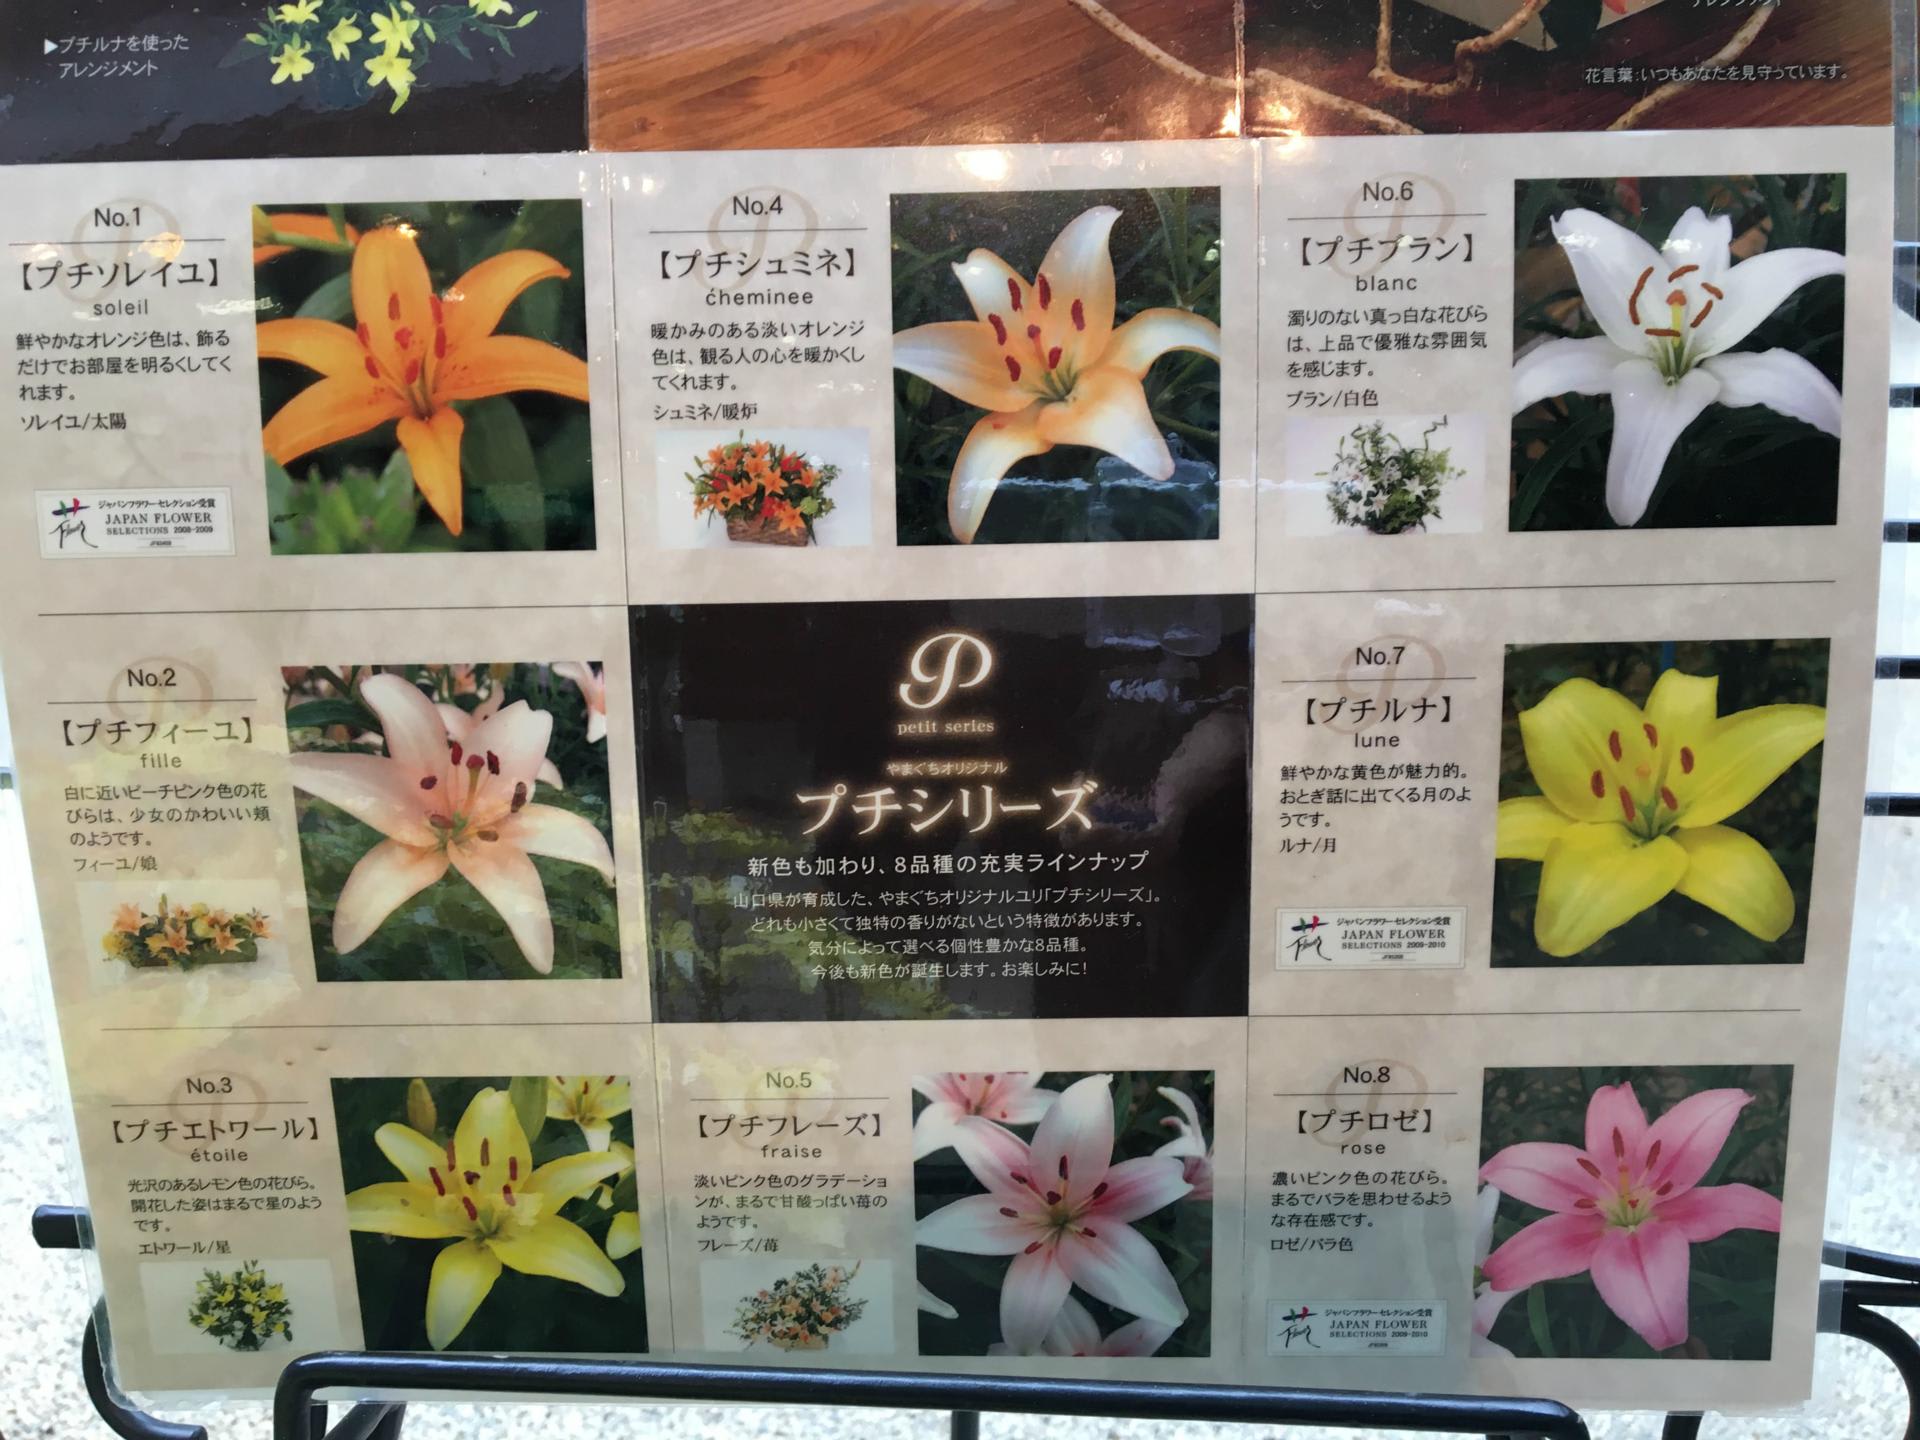 ▶プチルナを使った
アレンジメント
花言葉:いつもあなたを見守っています。
No.1
【プチソレイユ】
soleil
鮮やかなオレンジ色は、飾る
だけでお部屋を明るくしてく
れます。
ソレイユ/太陽
ジャパンフラワーセレクション受賞
JAPAN FLOWER
SELECTIONS 2008-2009
No.4
【プチシュミネ】
ćheminee
暖かみのある淡いオレンジ
色は、観る人の心を暖かくし
てくれます。
シュミネ/暖炉
No.6
【プチブラン】
blanc
濁りのない真っ白な花びら
は、上品で優雅な雰囲気
を感じます。
ブラン/白色
No.2
【プチフィーユ】
fille
白に近いピーチピンク色の花
びらは、少女のかわいい頬
のようです。
フィーユ/娘
P
petit series
やまぐちオリジナル
プチシリーズ
新色も加わり、8品種の充実ラインナップ
山口県が育成した、やまぐちオリジナルユリ「プチシリーズ」。
どれも小さくて独特の香りがないという特徴があります。
気分によって選べる個性豊かな8品種。
今後も新色が誕生します。お楽しみに!
No.7
【プチルナ】
lune
鮮やかな黄色が魅力的。
おとぎ話に出てくる月のよ
うです。
ルナ/月
ジャパンフラワーセレクション受賞
JAPAN FLOWER
SELECTIONS 2009-2010
No.3
【プチエトワール】
étoile
光沢のあるレモン色の花びら。
開花した姿はまるで星のよう
です。
エトワール/星
No.5
【プチフレーズ】
fraise
淡いピンク色のグラデーショ
ンが、まるで甘酸っぱい苺の
ようです。
フレーズ/苺
No.8
【プチロゼ】
rose
濃いピンク色の花びら。
まるでバラを思わせるよう
な存在感です。
ロゼ/バラ色
ジャパンフラワーセレクション受賞
JAPAN FLOWER
SELECTIONS 2009-2010